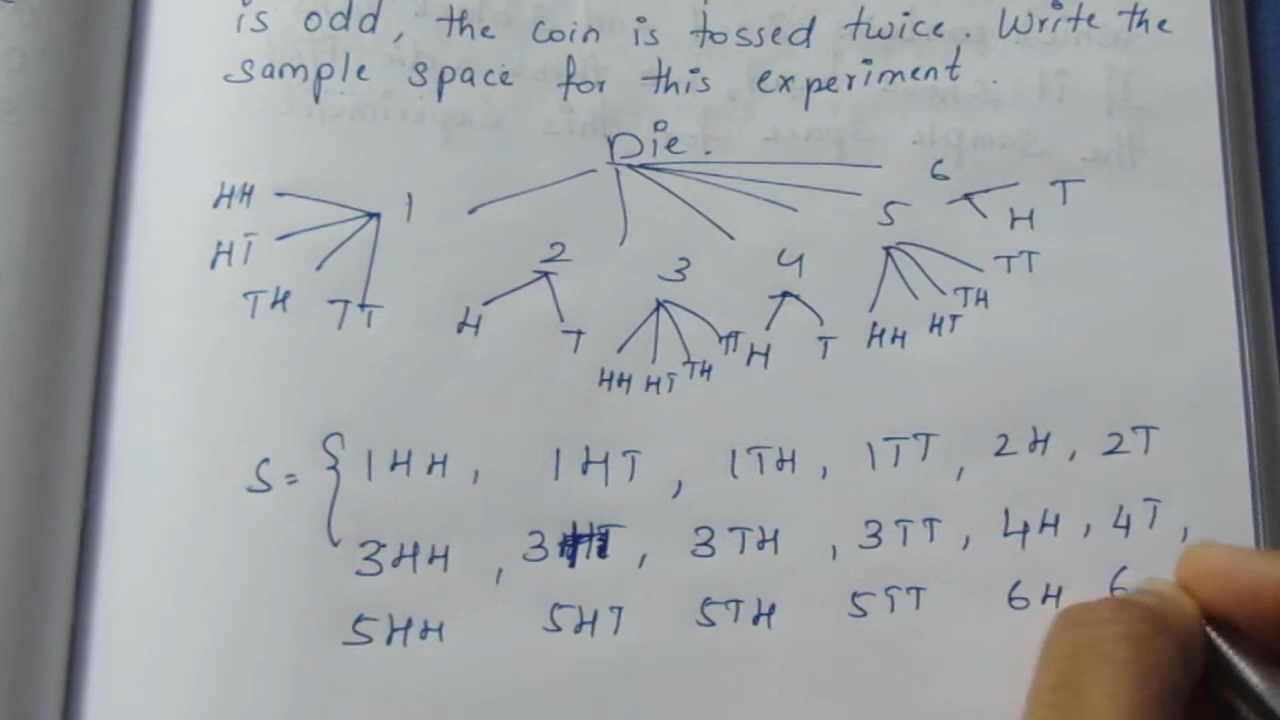 is odd, the coin is tossed twice. Write the
sample space for this experiment.
Die.
1 2 3 4 5 6
HH HT TH TT
H T
HH HT TH TT
H T
HH HT TH TT
H T
S = { 1HH, 1HT, 1TH, 1TT, 2H, 2T
3HH, 3HT, 3TH, 3TT, 4H, 4T,
5HH 5HT 5TH 5TT 6H 6